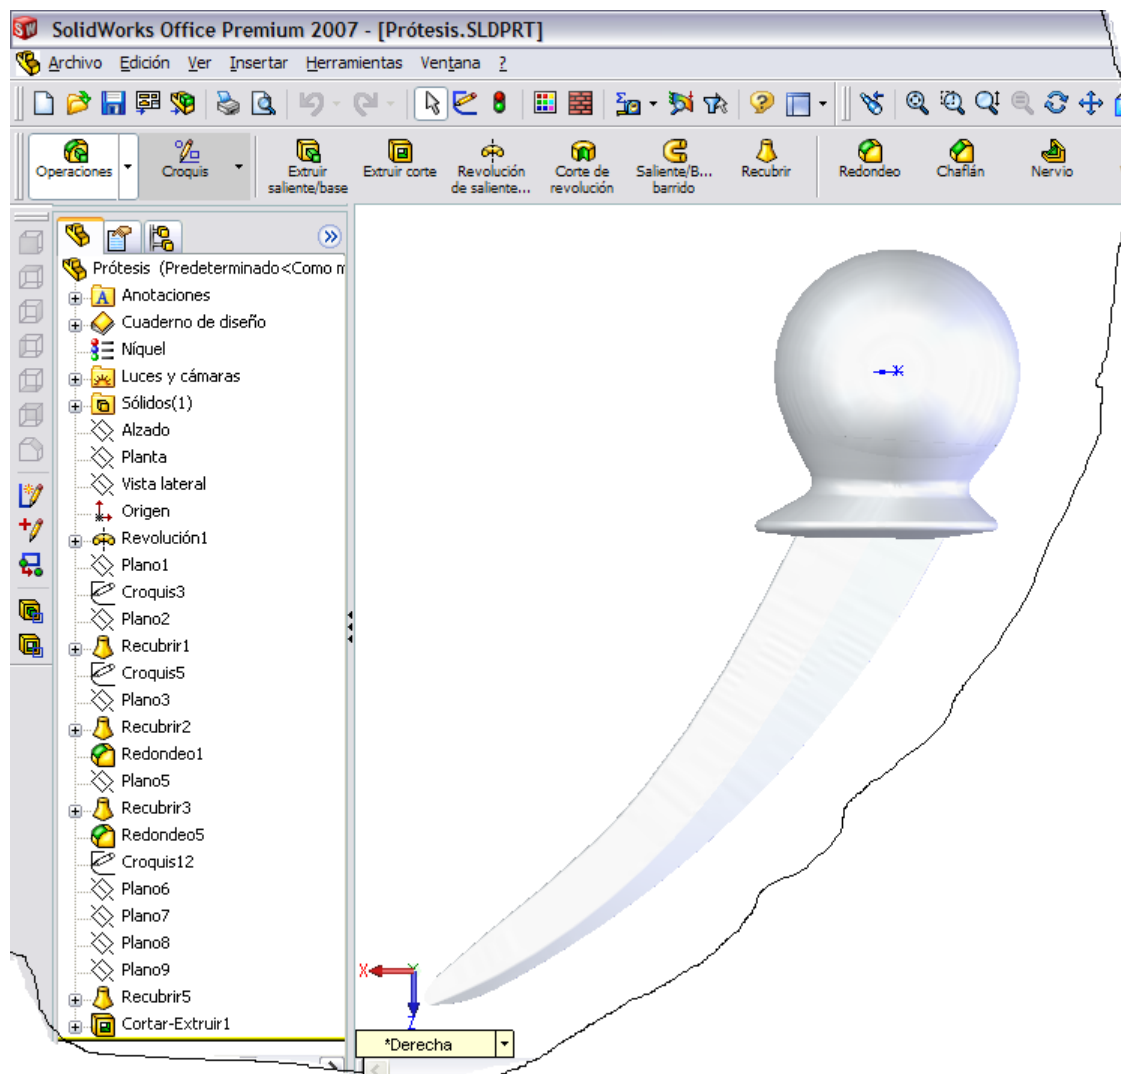 SolidWorks Office Premium 2007 - [Prótesis.SLDPRT]
Archivo Edición Ver Insertar Herramientas Ventana ?
Operaciones
Croquis
Extruir
saliente/base
Extruir corte
Revolución
de saliente...
Corte de
revolución
Saliente/B...
barrido
Recubrir
Redondeo
Chaflán
Nervio
Prótesis (Predeterminado<Como m
Anotaciones
Cuaderno de diseño
Níquel
Luces y cámaras
Sólidos(1)
Alzado
Planta
Vista lateral
Origen
Revolución1
Plano1
Croquis3
Plano2
Recubrir1
Croquis5
Plano3
Recubrir2
Redondeo1
Plano5
Recubrir3
Redondeo5
Croquis12
Plano6
Plano7
Plano8
Plano9
Recubrir5
Cortar-Extruir1
X
Y
Z
*Derecha